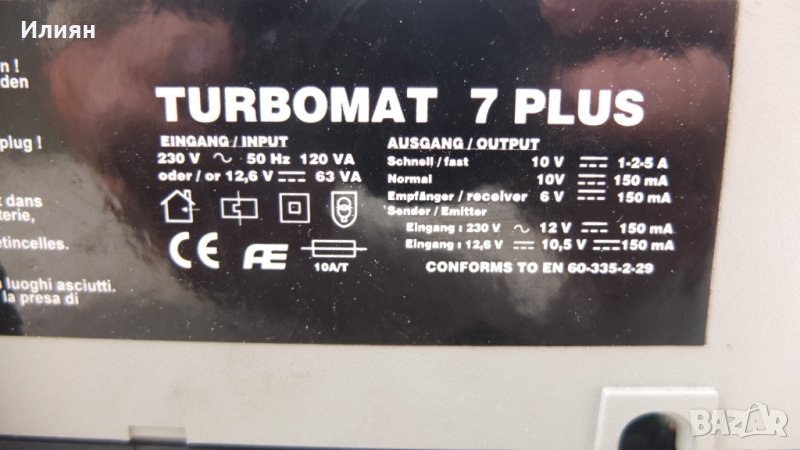 Илиян
n !
den
plug !
x dans
terie,
etincelles.
luoghi asciutti.
la presa di
TURBOMAT 7 PLUS
EINGANG / INPUT
230 V ~ 50 Hz 120 VA
oder / or 12,6 V ⎓ 63 VA
AUSGANG / OUTPUT
Schnell / fast 10 V ⎓ 1-2-5 A
Normal 10V ⎓ 150 mA
Empfänger / receiver 6 V ⎓ 150 mA
Sender / Emitter
Eingang : 230 V ~ 12 V ⎓ 150 mA
Eingang : 12,6 V ⎓ 10,5 V ⎓ 150 mA
CE
10A/T
CONFORMS TO EN 60-335-2-29
BAZAR
bg